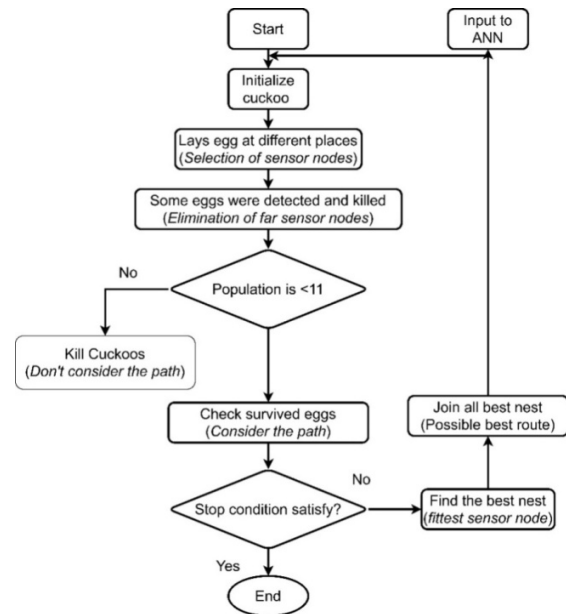 Start
Input to
ANN
Initialize
cuckoo
Lays egg at different places
(Selection of sensor nodes)
Some eggs were detected and killed
(Elimination of far sensor nodes)
No
Population is <11
Kill Cuckoos
(Don't consider the path)
Check survived eggs
(Consider the path)
Join all best nest
(Possible best route)
No
Stop condition satisfy?
Find the best nest
(fittest sensor node)
Yes
End